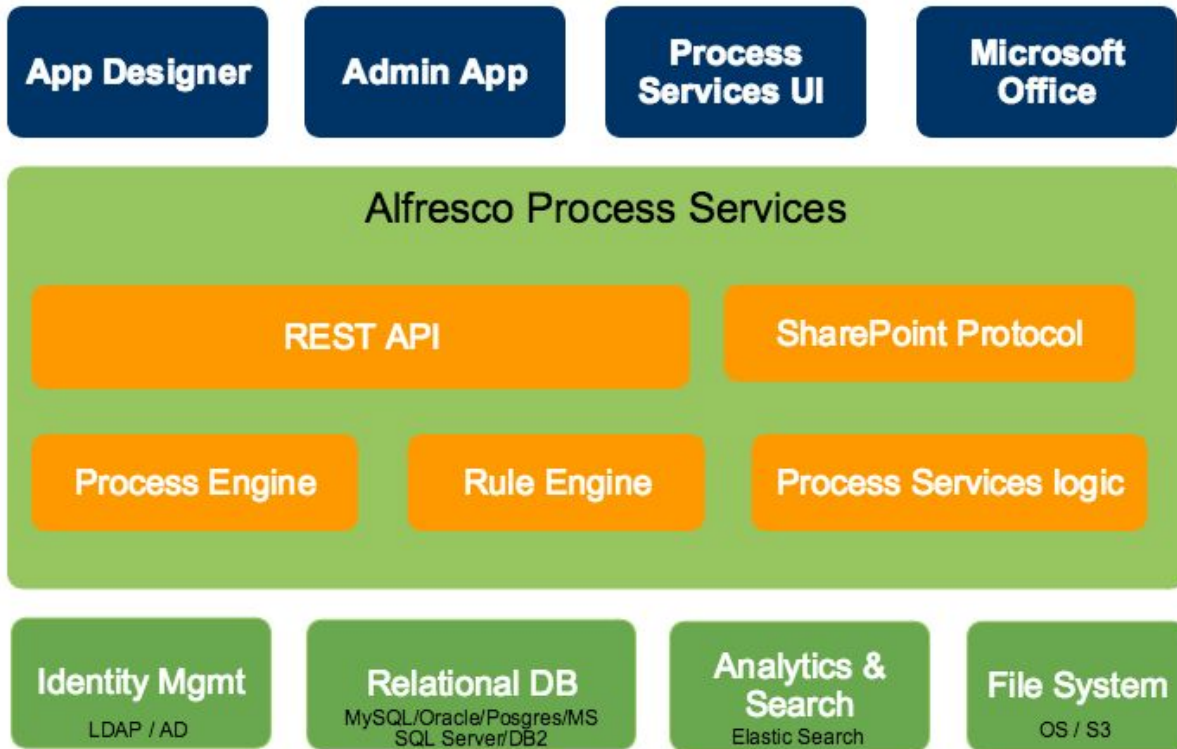 App Designer
Admin App
Process
Services UI
Microsoft
Office
Alfresco Process Services
REST API
SharePoint Protocol
Process Engine
Rule Engine
Process Services logic
Identity Mgmt
LDAP / AD
Relational DB
MySQL/Oracle/Posgres/MS
SQL Server/DB2
Analytics &
Search
Elastic Search
File System
OS / S3